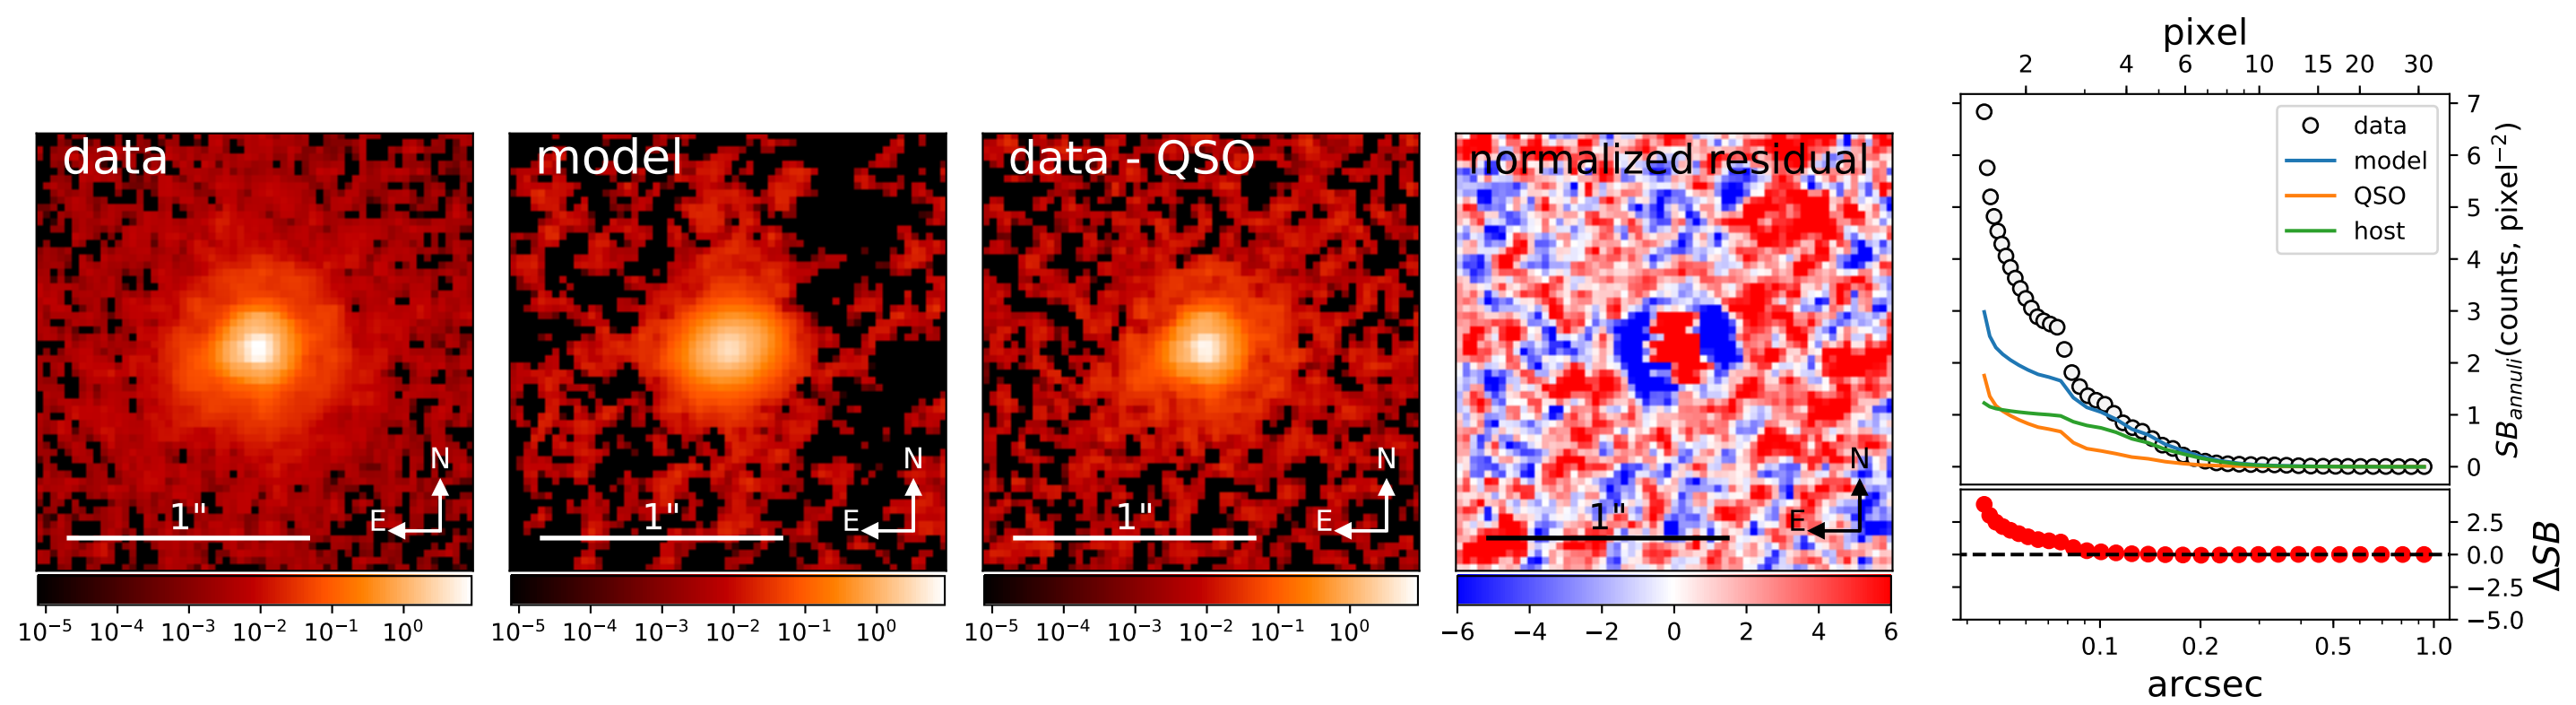 data
1"
N
E
10⁻⁵ 10⁻⁴ 10⁻³ 10⁻² 10⁻¹ 10⁰
model
1"
N
E
10⁻⁵ 10⁻⁴ 10⁻³ 10⁻² 10⁻¹ 10⁰
data - QSO
1"
N
E
10⁻⁵ 10⁻⁴ 10⁻³ 10⁻² 10⁻¹ 10⁰
normalized residual
1"
N
E
−6 −4 −2 0 2 4 6
pixel
2 4 6 10 15 20 30
data
model
QSO
host
7
6
5
4
3
2
1
0
SB_annuli(counts, pixel⁻²)
2.5
0.0
−2.5
−5.0
ΔSB
0.1 0.2 0.5 1.0
arcsec